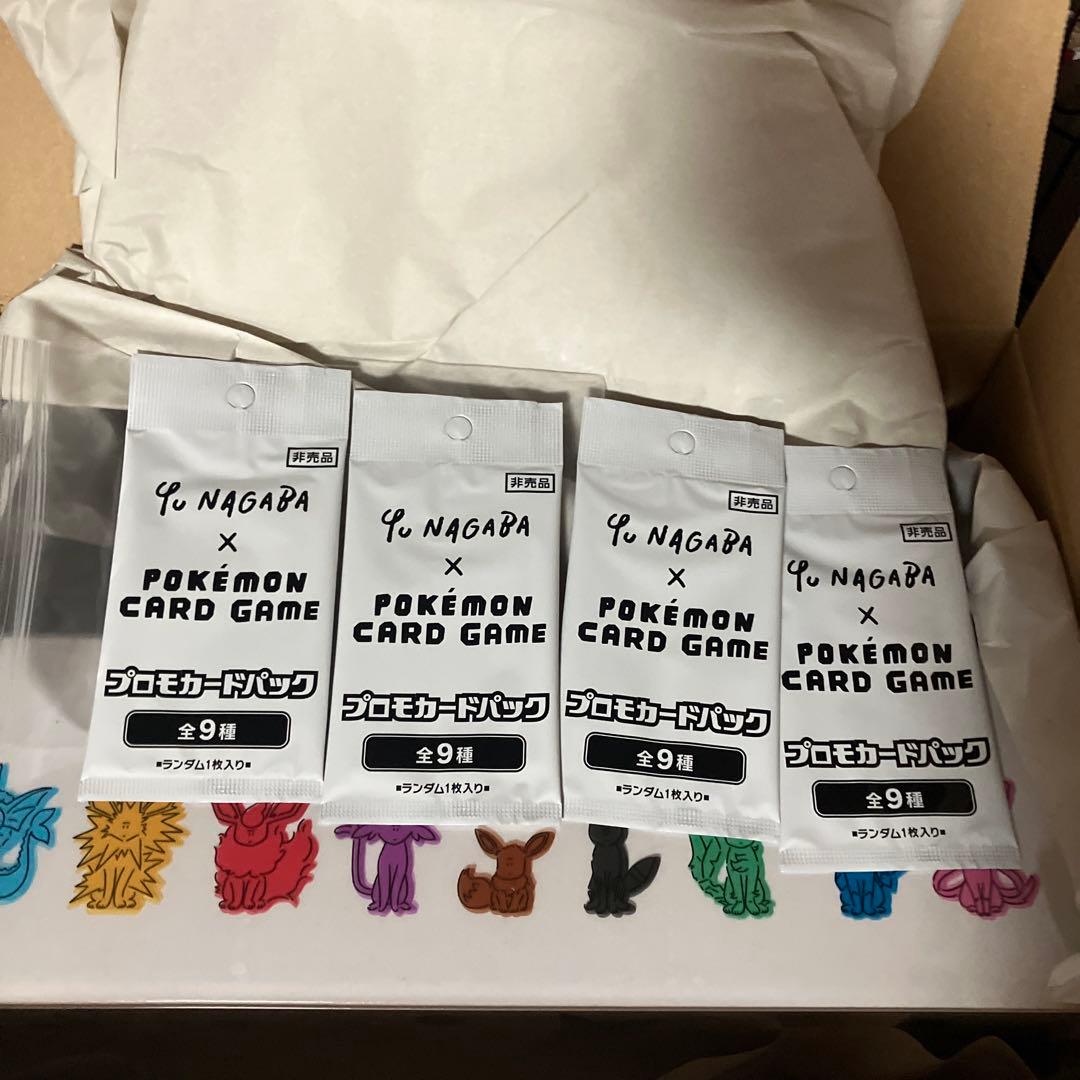 非売品
Yu NAGABA
×
POKÉMON
CARD GAME
プロモカードパック
全9種
■ランダム1枚入り■
非売品
Yu NAGABA
×
POKÉMON
CARD GAME
プロモカードパック
全9種
■ランダム1枚入り■
非売品
Yu NAGABA
×
POKÉMON
CARD GAME
プロモカードパック
全9種
■ランダム1枚入り■
非売品
Yu NAGABA
×
POKÉMON
CARD GAME
プロモカードパック
全9種
■ランダム1枚入り■